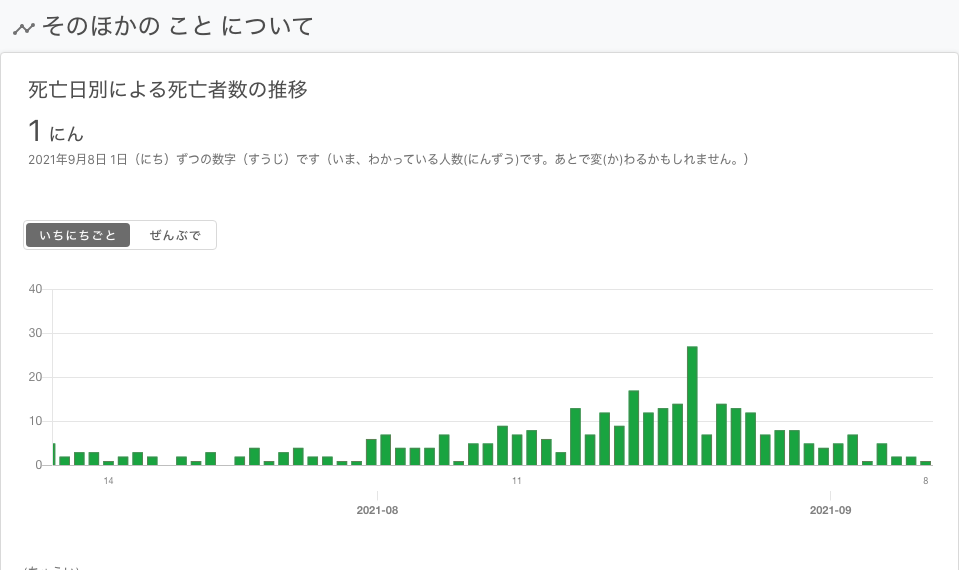 そのほかの こと について
死亡日別による死亡者数の推移
1 にん
2021年9月8日 1日（にち）ずつの数字（すうじ）です（いま、わかっている人数(にんずう)です。あとで変(か)わるかもしれません。）
いちにちごと ぜんぶで
40
30
20
10
0
14 11 8
2021-08 2021-09